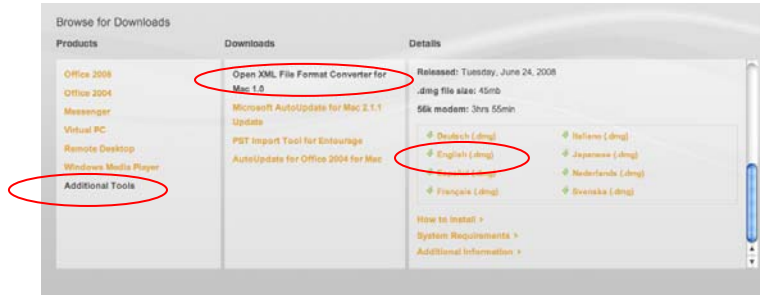 Browse for Downloads
Products
Downloads
Details
Office 2008
Office 2004
Messenger
Virtual PC
Remote Desktop
Windows Media Player
Additional Tools
Open XML File Format Converter for
Mac 1.0
Microsoft AutoUpdate for Mac 2.1.1
Update
PST Import Tool for Entourage
AutoUpdate for Office 2004 for Mac
Released: Tuesday, June 24, 2008
.dmg file size: 45mb
56k modem: 3hrs 55min
Deutsch (.dmg)
English (.dmg)
Español (.dmg)
Français (.dmg)
Italiano (.dmg)
Japanese (.dmg)
Nederlands (.dmg)
Svenska (.dmg)
How to Install
System Requirements
Additional Information